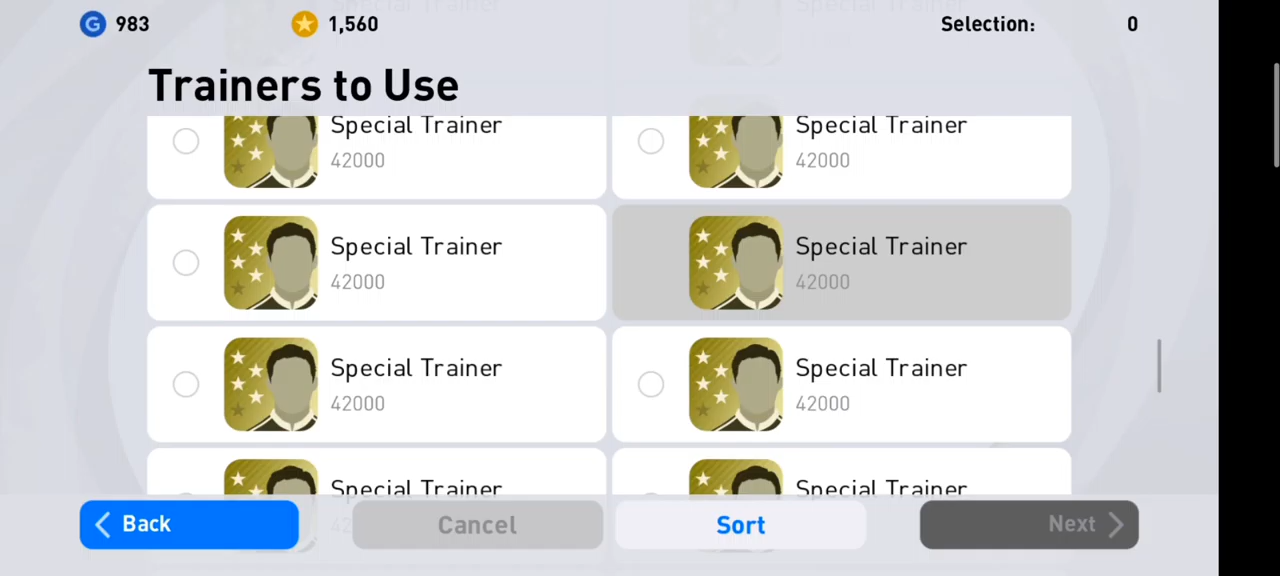 G 983 1,560 Selection: 0
Trainers to Use
Special Trainer Special Trainer
42000 42000
Special Trainer Special Trainer
42000 42000
Special Trainer Special Trainer
42000 42000
Special Trainer Special Trainer
Back Cancel Sort Next